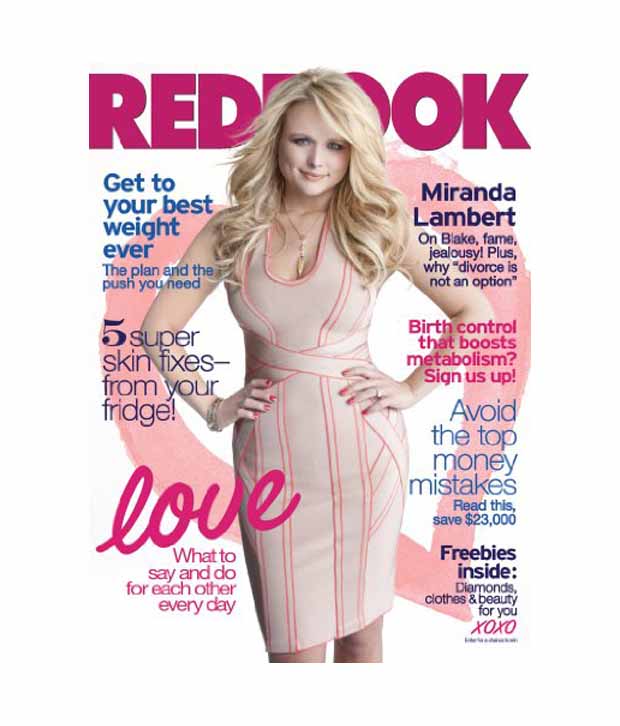 REDBOOK
Get to
your best
weight
ever
The plan and the
push you need
5 super
skin fixes—
from your
fridge!
love
What to
say and do
for each other
every day
Miranda
Lambert
On Blake, fame,
jealousy! Plus,
why “divorce is
not an option”
Birth control
that boosts
metabolism?
Sign us up!
Avoid
the top
money
mistakes
Read this,
save $23,000
Freebies
inside:
Diamonds,
clothes & beauty
for you
XOXO